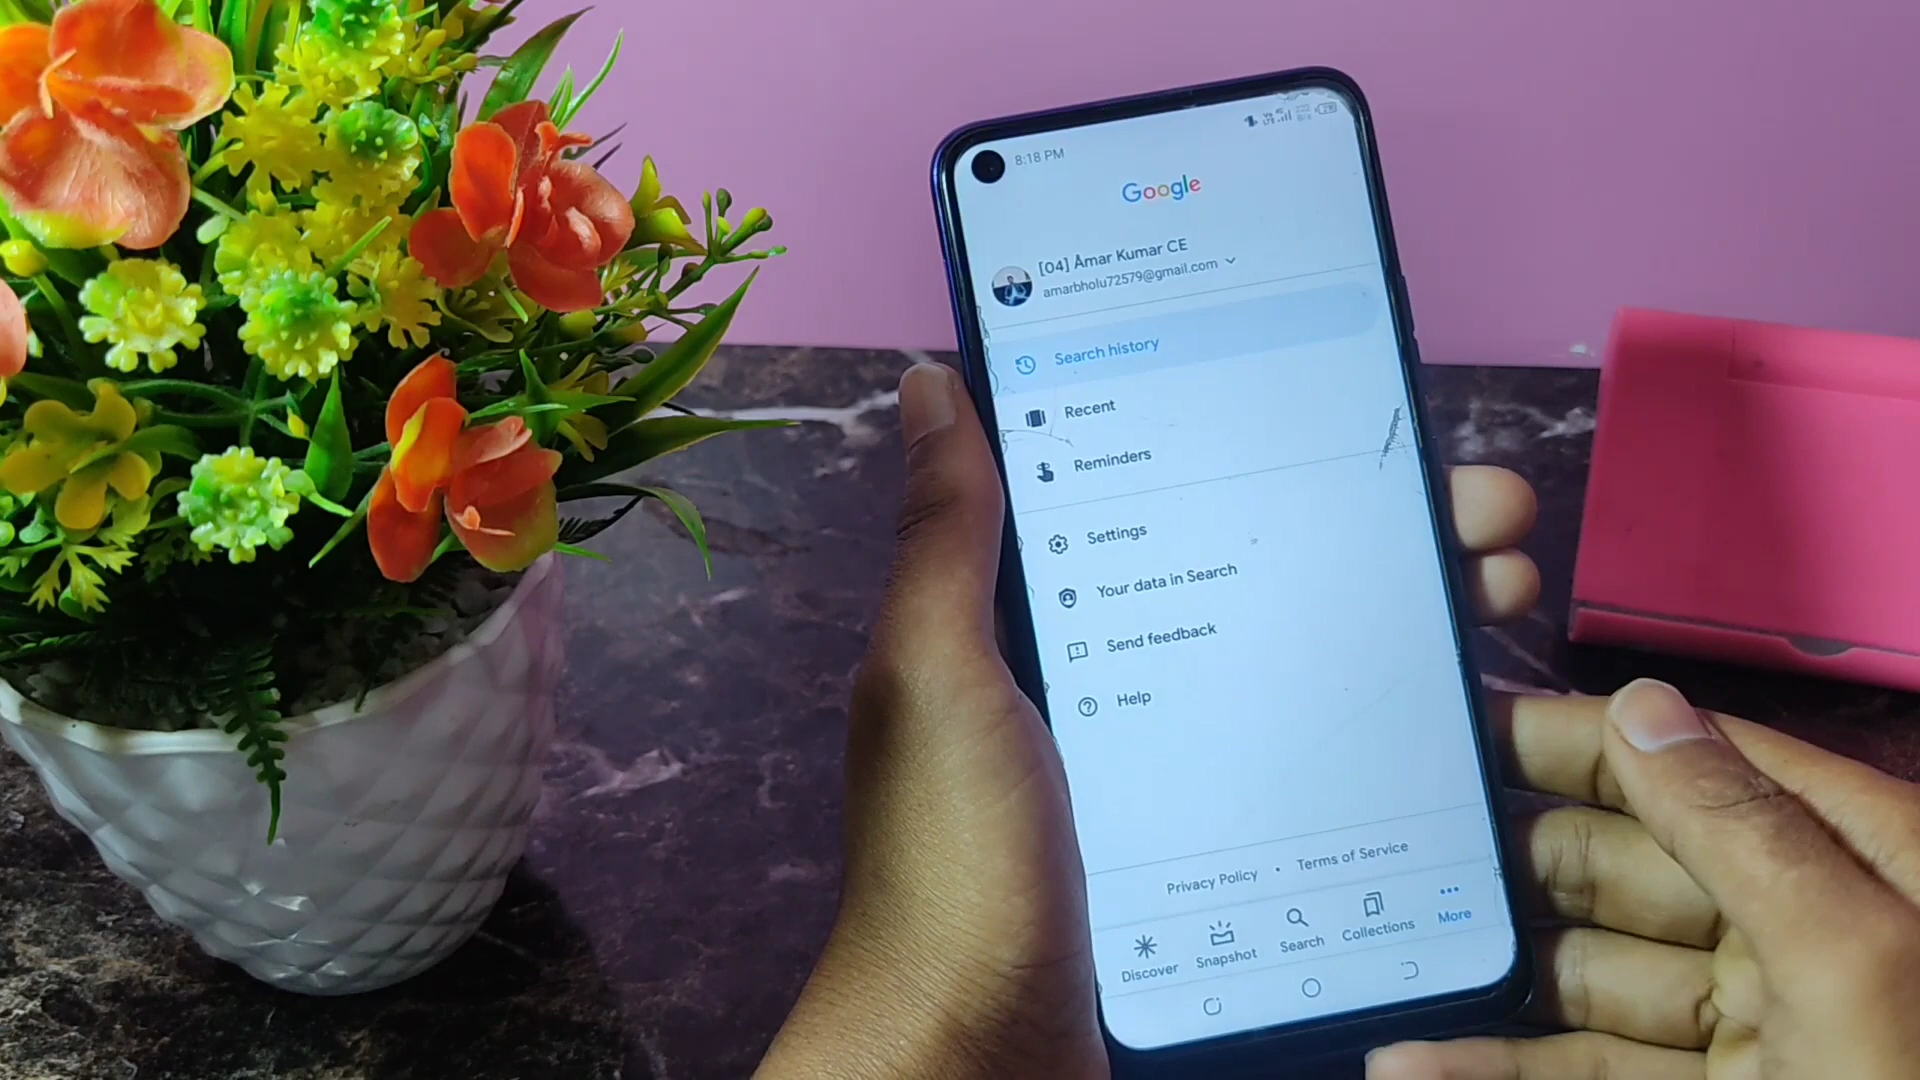 8:18 PM
Google
[04] Amar Kumar CE
amarbholu72579@gmail.com
Search history
Recent
Reminders
Settings
Your data in Search
Send feedback
Help
Privacy Policy • Terms of Service
Discover Snapshot Search Collections More